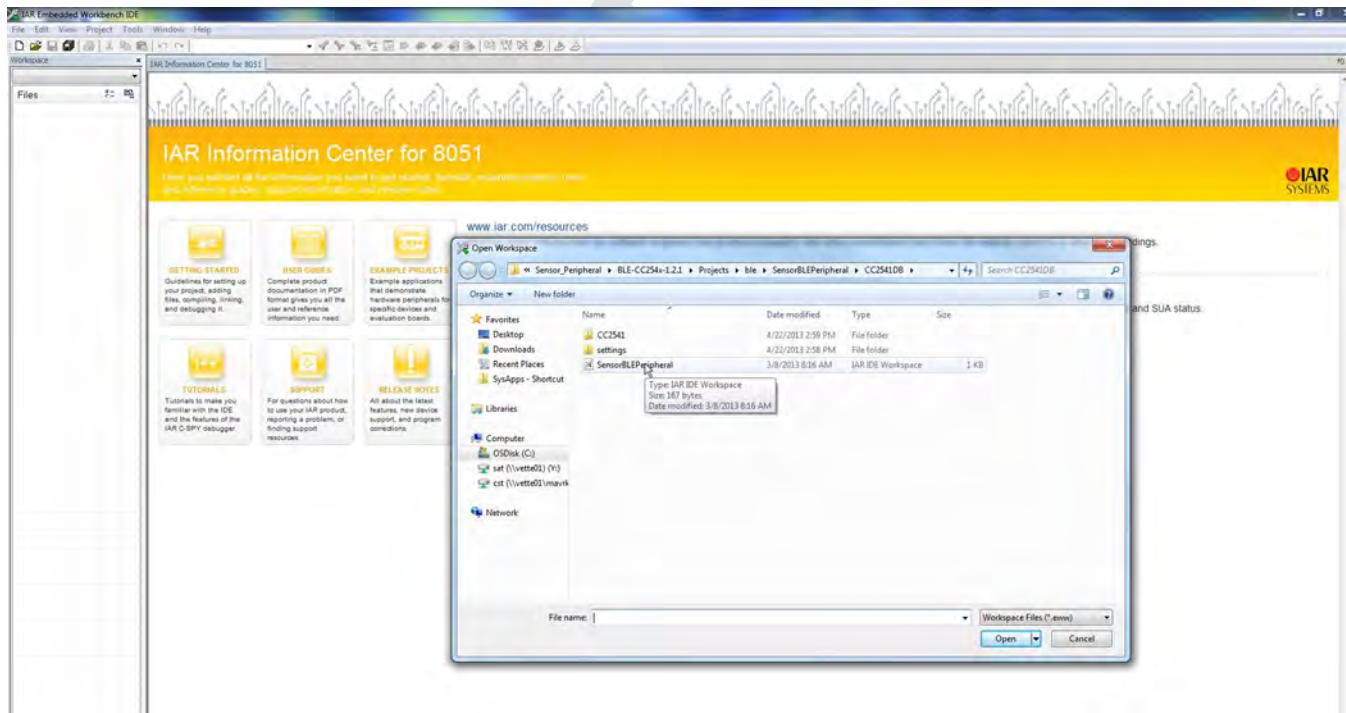 IAR Embedded Workbench IDE
File Edit View Project Tools Window Help
Workspace
Files
IAR Information Center for 8051
IAR Information Center for 8051
IAR
SYSTEMS
GETTING STARTED
Guidelines for setting up
your project, adding
files, compiling, linking,
and debugging it.
USER GUIDES
Complete product
documentation in PDF
format gives you all the
user and reference
information you need.
EXAMPLE PROJECTS
Example applications
that demonstrate
hardware peripherals for
specific devices and
evaluation boards.
TUTORIALS
Tutorials to make you
familiar with the IDE
and the features of the
IAR C-SPY debugger.
SUPPORT
For questions about how
to use your IAR product,
reporting a problem, or
finding support
resources.
RELEASE NOTES
All about the latest
features, new device
support, and program
corrections.
www.iar.com/resources
dings.
and SUA status.
Open Workspace
« Sensor_Peripheral ▸ BLE-CC254x-1.2.1 ▸ Projects ▸ ble ▸ SensorBLEPeripheral ▸ CC2541DB ▸
Search CC2541DB
Organize New folder
Favorites
Desktop
Downloads
Recent Places
SysApps - Shortcut
Libraries
Computer
OSDisk (C:)
sat (\\vette01) (Y:)
cst (\\vette01\mavrk
Network
Name Date modified Type Size
CC2541 4/22/2013 2:59 PM File folder
settings 4/22/2013 2:58 PM File folder
SensorBLEPeripheral 3/8/2013 8:16 AM IAR IDE Workspace 1 KB
Type: IAR IDE Workspace
Size: 167 bytes
Date modified: 3/8/2013 8:16 AM
File name: Workspace Files (*.eww)
Open Cancel